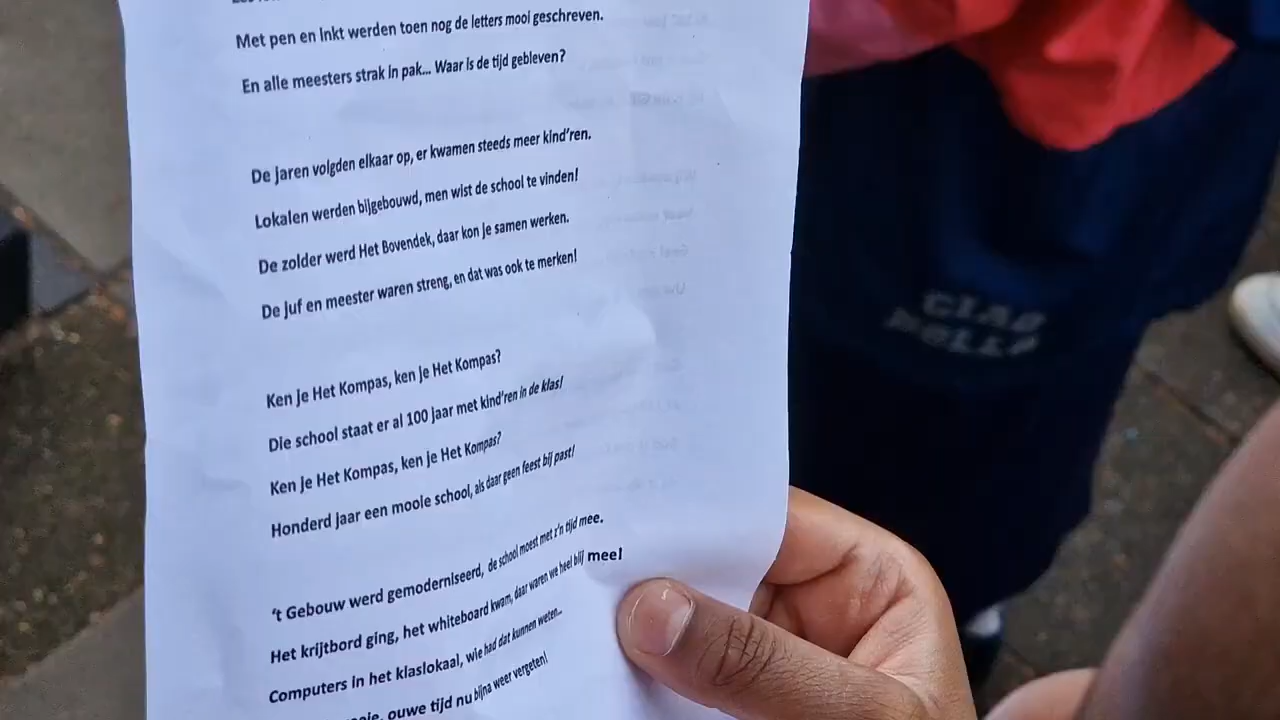 Met pen en inkt werden toen nog de letters mooi geschreven.
En alle meesters strak in pak... Waar is de tijd gebleven?
De jaren volgden elkaar op, er kwamen steeds meer kind'ren.
Lokalen werden bijgebouwd, men wist de school te vinden!
De zolder werd Het Bovendek, daar kon je samen werken.
De juf en meester waren streng, en dat was ook te merken!
Ken je Het Kompas, ken je Het Kompas?
Die school staat er al 100 jaar met kind'ren in de klas!
Ken je Het Kompas, ken je Het Kompas?
Honderd jaar een mooie school, als daar geen feest bij past!
't Gebouw werd gemoderniseerd, de school moest met z'n tijd mee.
Het krijtbord ging, het whiteboard kwam, daar waren we heel blij mee!
Computers in het klaslokaal, wie had dat kunnen weten...
ouwe tijd nu bijna weer vergeten!
CIAO
BELLA